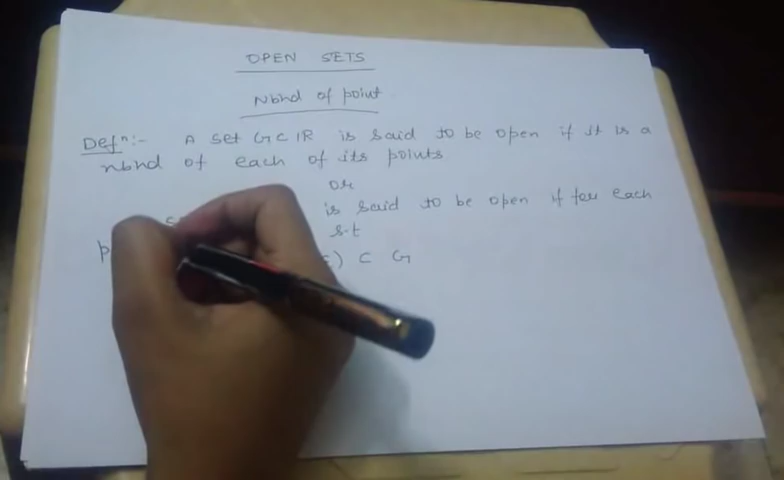 OPEN SETS
Nbhd of point
Defⁿ:- A set G ⊂ IR is said to be open if it is a
nbhd of each of its points
or
is said to be open if for each
s.t
) ⊂ G